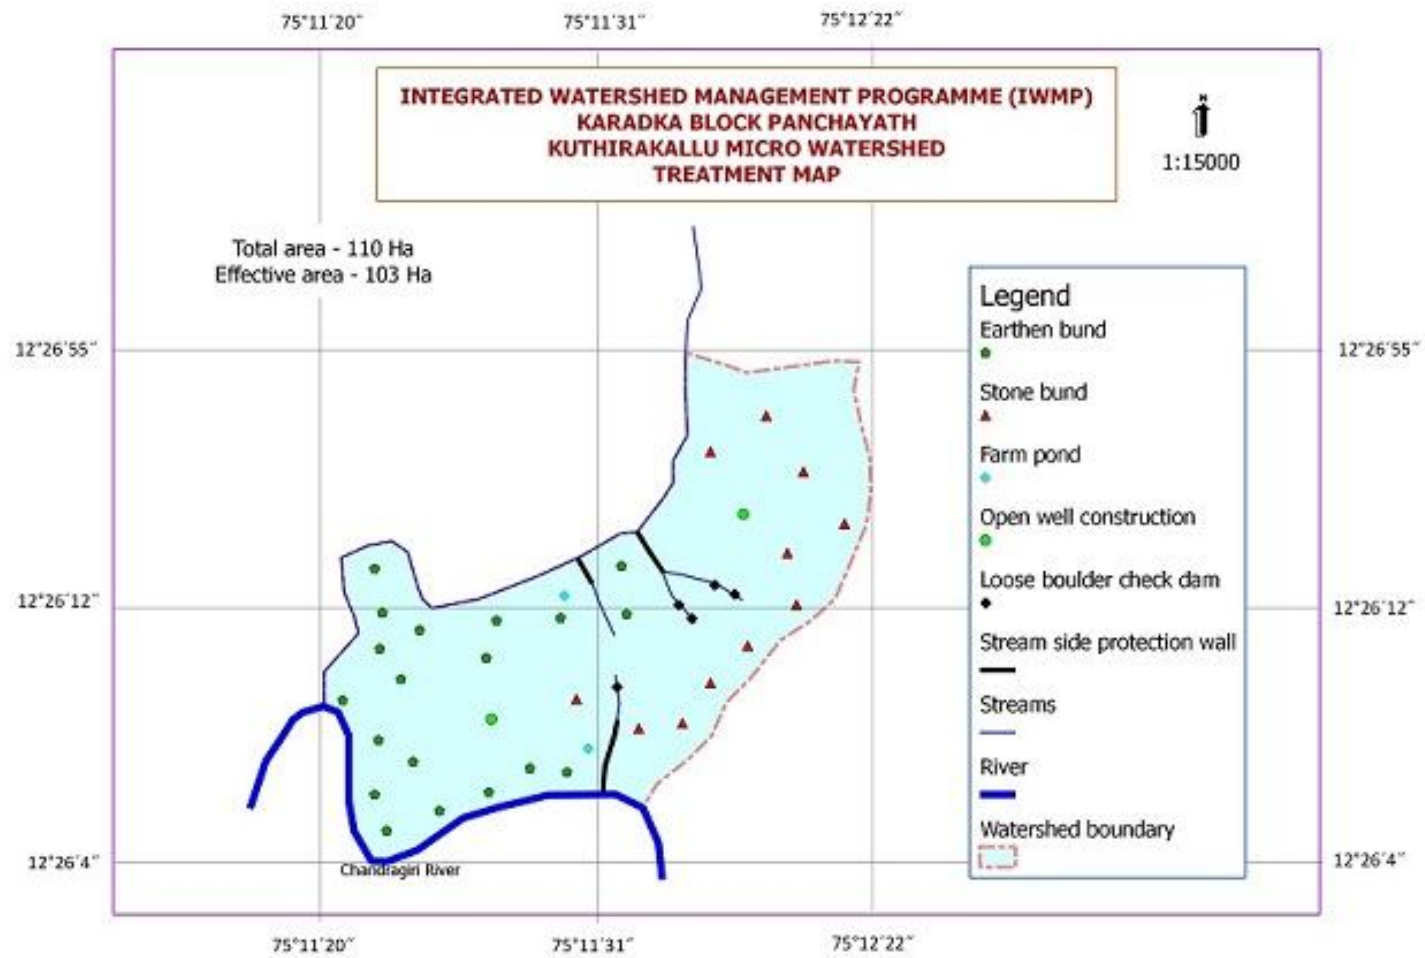 75°11'20" 75°11'31" 75°12'22"
INTEGRATED WATERSHED MANAGEMENT PROGRAMME (IWMP)
KARADKA BLOCK PANCHAYATH
KUTHIRAKALLU MICRO WATERSHED
TREATMENT MAP
N
1:15000
Total area - 110 Ha
Effective area - 103 Ha
Legend
Earthen bund
Stone bund
Farm pond
Open well construction
Loose boulder check dam
Stream side protection wall
Streams
River
Watershed boundary
12°26'55" 12°26'55"
12°26'12" 12°26'12"
12°26'4" 12°26'4"
Chandragiri River
75°11'20" 75°11'31" 75°12'22"